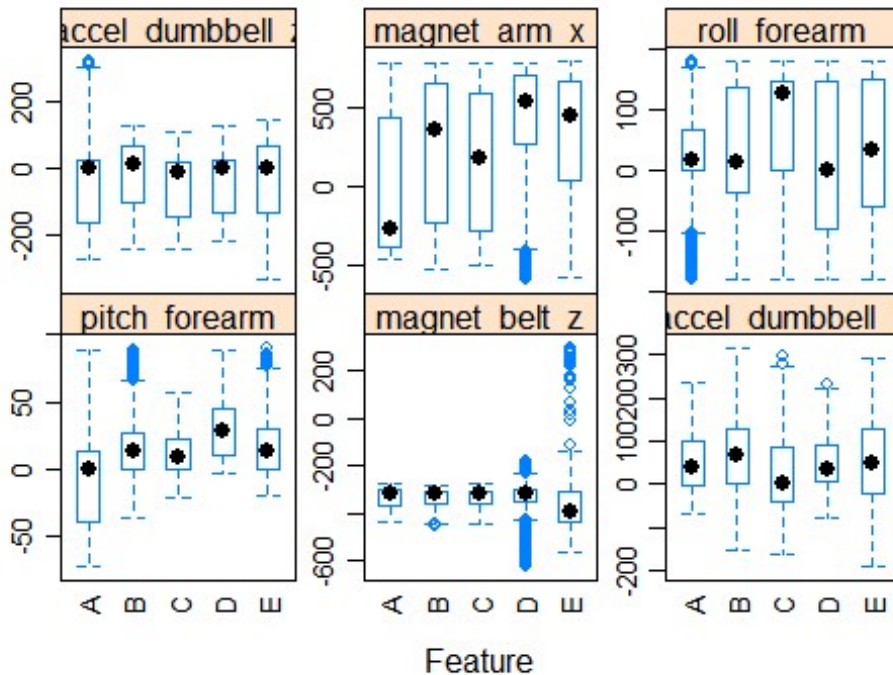 accel dumbbell z
magnet arm x
roll forearm
200
0
-200
500
0
-500
100
0
-100
pitch forearm
magnet belt z
accel dumbbell
50
0
-50
200
0
-200
-600
300
200
100
0
-200
A B C D E
A B C D E
A B C D E
Feature